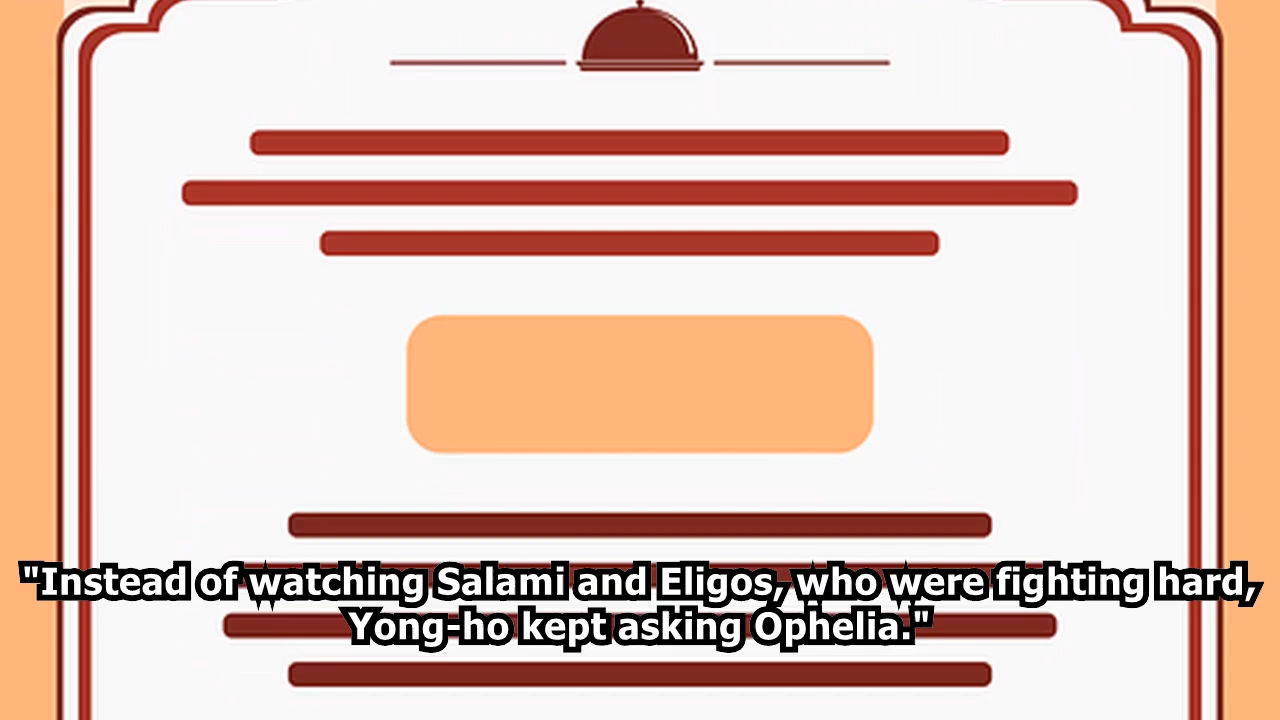 "Instead of watching Salami and Eligos, who were fighting hard,
Yong-ho kept asking Ophelia."